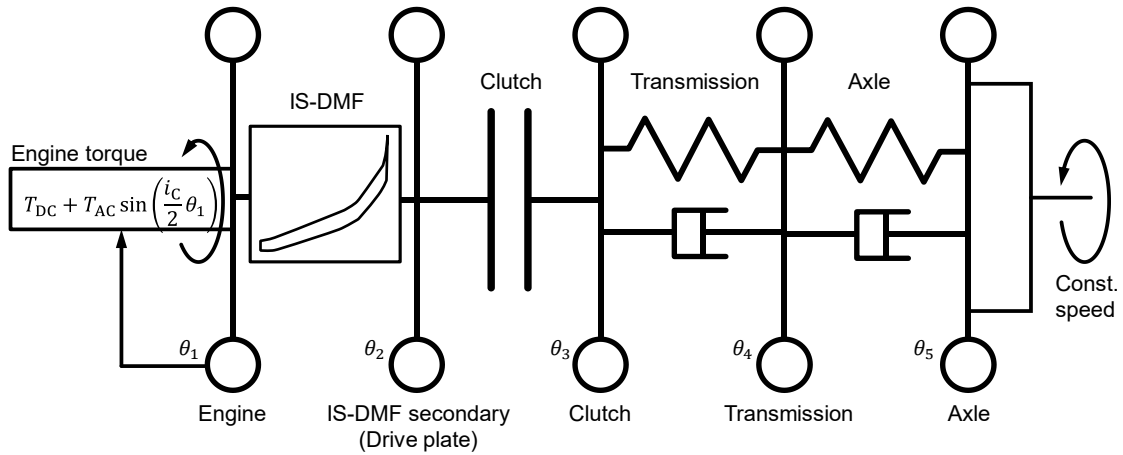 Clutch
Transmission
Axle
IS-DMF
Engine torque
T_DC + T_AC sin(i_C/2 θ_1)
Const.
speed
θ_1
θ_2
θ_3
θ_4
θ_5
Engine
IS-DMF secondary
(Drive plate)
Clutch
Transmission
Axle